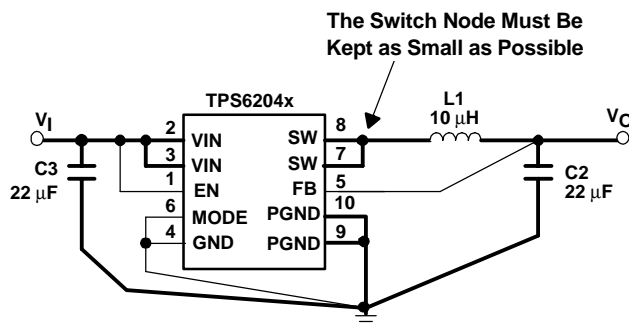 The Switch Node Must Be
Kept as Small as Possible
TPS6204x
L1
10 µH
VI
VO
2 VIN SW 8
3 VIN SW 7
1 EN FB 5
6 MODE PGND 10
4 GND PGND 9
C3
22 µF
C2
22 µF